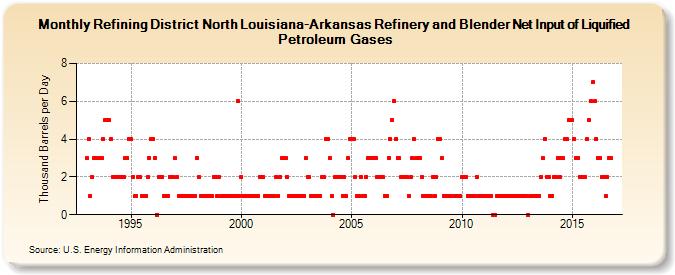 Monthly Refining District North Louisiana-Arkansas Refinery and Blender Net Input of Liquified
Petroleum Gases
Thousand Barrels per Day
8
6
4
2
0
1995
2000
2005
2010
2015
Source: U.S. Energy Information Administration